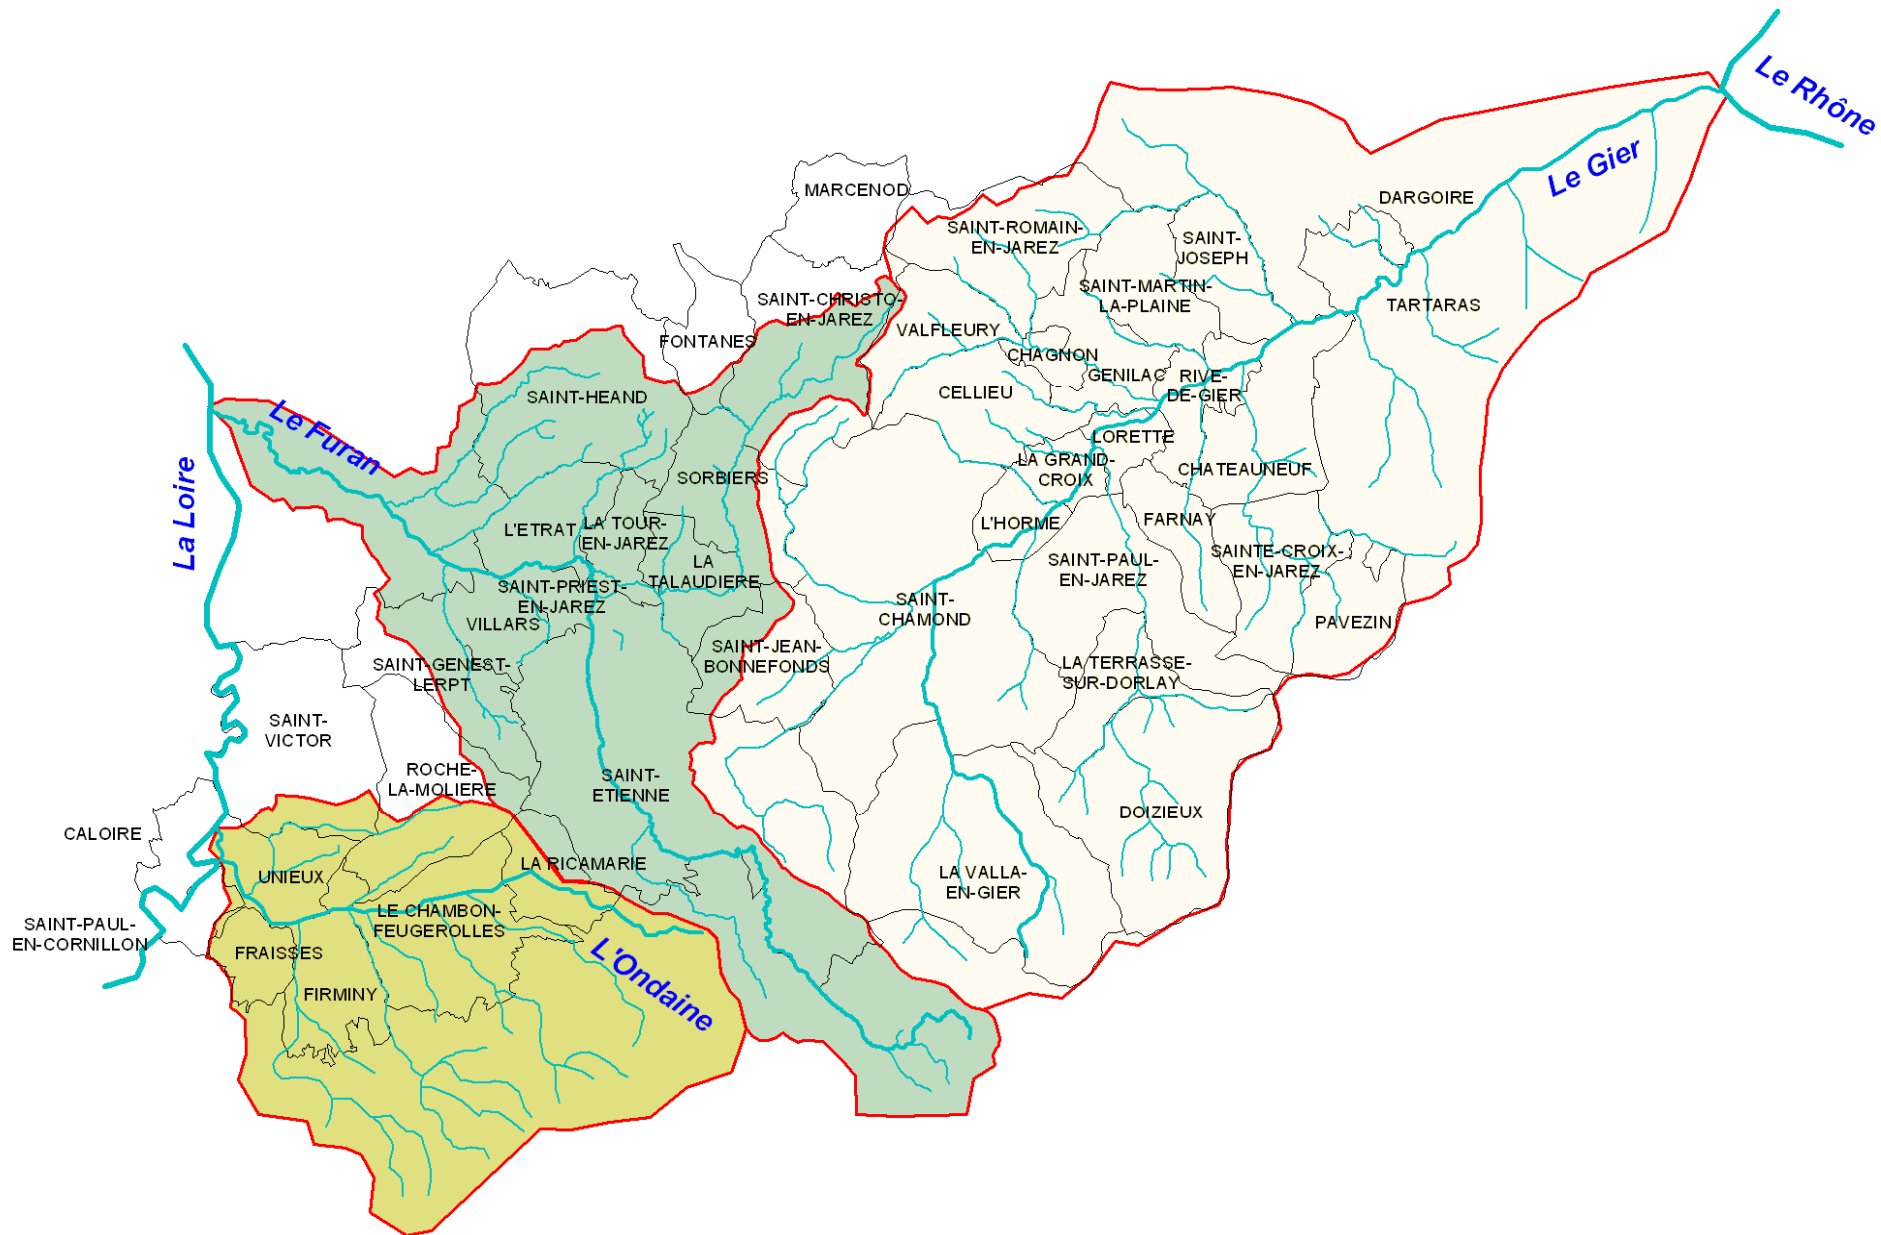 Le Rhône
Le Gier
MARCENOD
DARGOIRE
SAINT-ROMAIN-
EN-JAREZ
SAINT-
JOSEPH
SAINT-MARTIN-
LA-PLAINE
SAINT-CHRISTO-
EN-JAREZ
TARTARAS
VALFLEURY
FONTANES
CHAGNON
GENILAC
RIVE-
DE-GIER
CELLIEU
SAINT-HEAND
Le Furan
LORETTE
LA GRAND-
CROIX
CHATEAUNEUF
SORBIERS
La Loire
L'ETRAT
LA TOUR-
EN-JAREZ
L'HORME
FARNAY
LA
TALAUDIERE
SAINT-PAUL-
EN-JAREZ
SAINTE-CROIX-
EN-JAREZ
SAINT-PRIEST-
EN-JAREZ
SAINT-
CHAMOND
VILLARS
PAVEZIN
SAINT-JEAN-
BONNEFONDS
SAINT-GENEST-
LERPT
LA TERRASSE-
SUR-DORLAY
SAINT-
VICTOR
ROCHE-
LA-MOLIERE
SAINT-
ETIENNE
DOIZIEUX
CALOIRE
LA RICAMARIE
UNIEUX
LA VALLA-
EN-GIER
LE CHAMBON-
FEUGEROLLES
SAINT-PAUL-
EN-CORNILLON
FRAISSES
L'Ondaine
FIRMINY